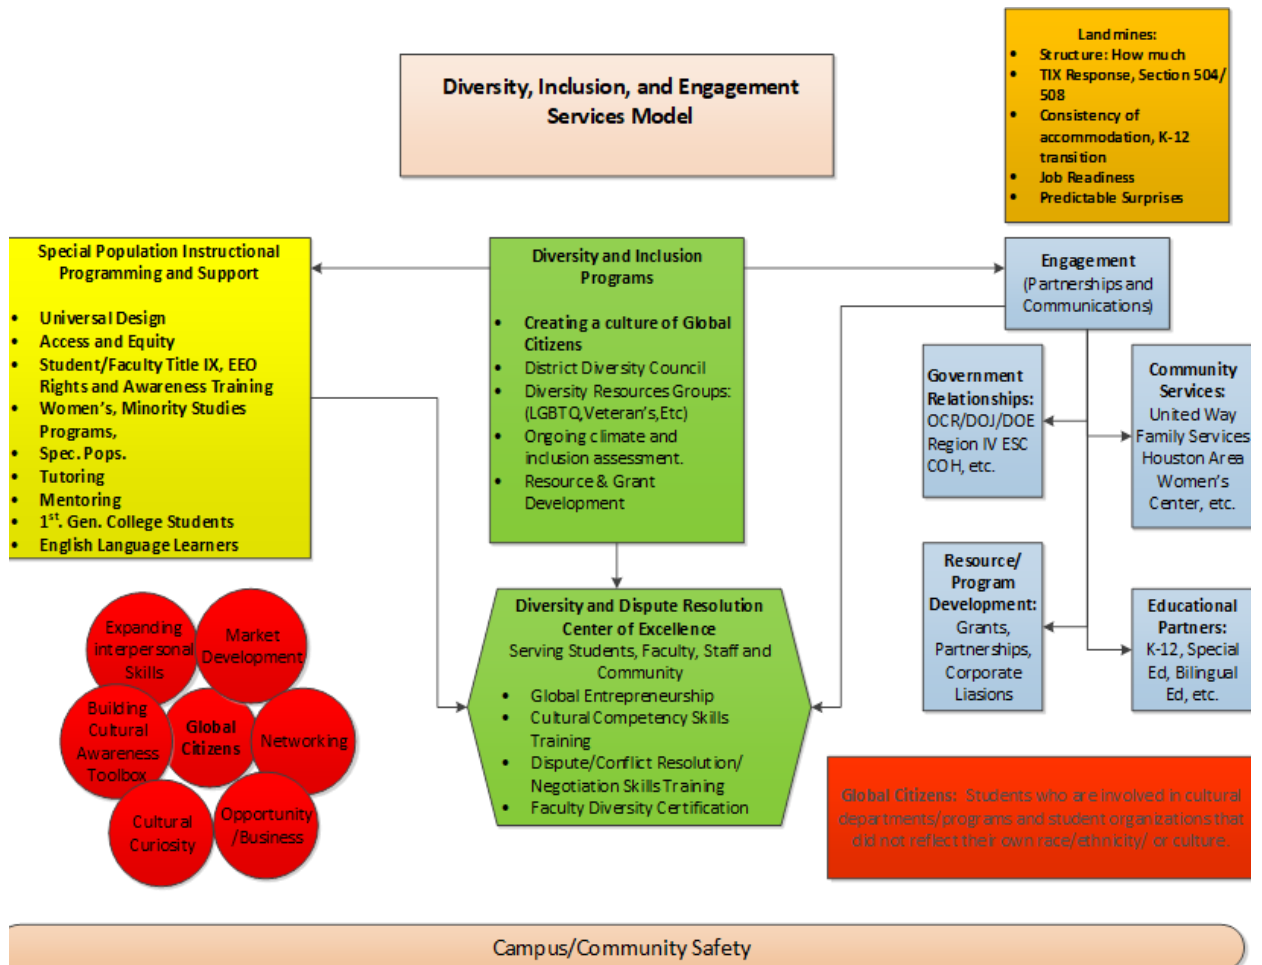 Landmines:
• Structure: How much
• TIX Response, Section 504/
508
• Consistency of
accommodation, K-12
transition
• Job Readiness
• Predictable Surprises
Diversity, Inclusion, and Engagement
Services Model
Special Population Instructional
Programming and Support
• Universal Design
• Access and Equity
• Student/Faculty Title IX, EEO
Rights and Awareness Training
• Women's, Minority Studies
Programs,
• Spec. Pops.
• Tutoring
• Mentoring
• 1st. Gen. College Students
• English Language Learners
Diversity and Inclusion
Programs
• Creating a culture of Global
Citizens
• District Diversity Council
• Diversity Resources Groups:
(LGBTQ,Veteran's,Etc)
• Ongoing climate and
inclusion assessment.
• Resource & Grant
Development
Engagement
(Partnerships and
Communications)
Government
Relationships:
OCR/DOJ/DOE
Region IV ESC
COH, etc.
Community
Services:
United Way
Family Services
Houston Area
Women's
Center, etc.
Resource/
Program
Development:
Grants,
Partnerships,
Corporate
Liasions
Educational
Partners:
K-12, Special
Ed, Bilingual
Ed, etc.
Diversity and Dispute Resolution
Center of Excellence
Serving Students, Faculty, Staff and
Community
• Global Entrepreneurship
• Cultural Competency Skills
Training
• Dispute/Conflict Resolution/
Negotiation Skills Training
• Faculty Diversity Certification
Expanding
interpersonal
Skills
Market
Development
Building
Cultural
Awareness
Toolbox
Global
Citizens
Networking
Cultural
Curiosity
Opportunity
/Business
Global Citizens: Students who are involved in cultural
departments/programs and student organizations that
did not reflect their own race/ethnicity/ or culture.
Campus/Community Safety